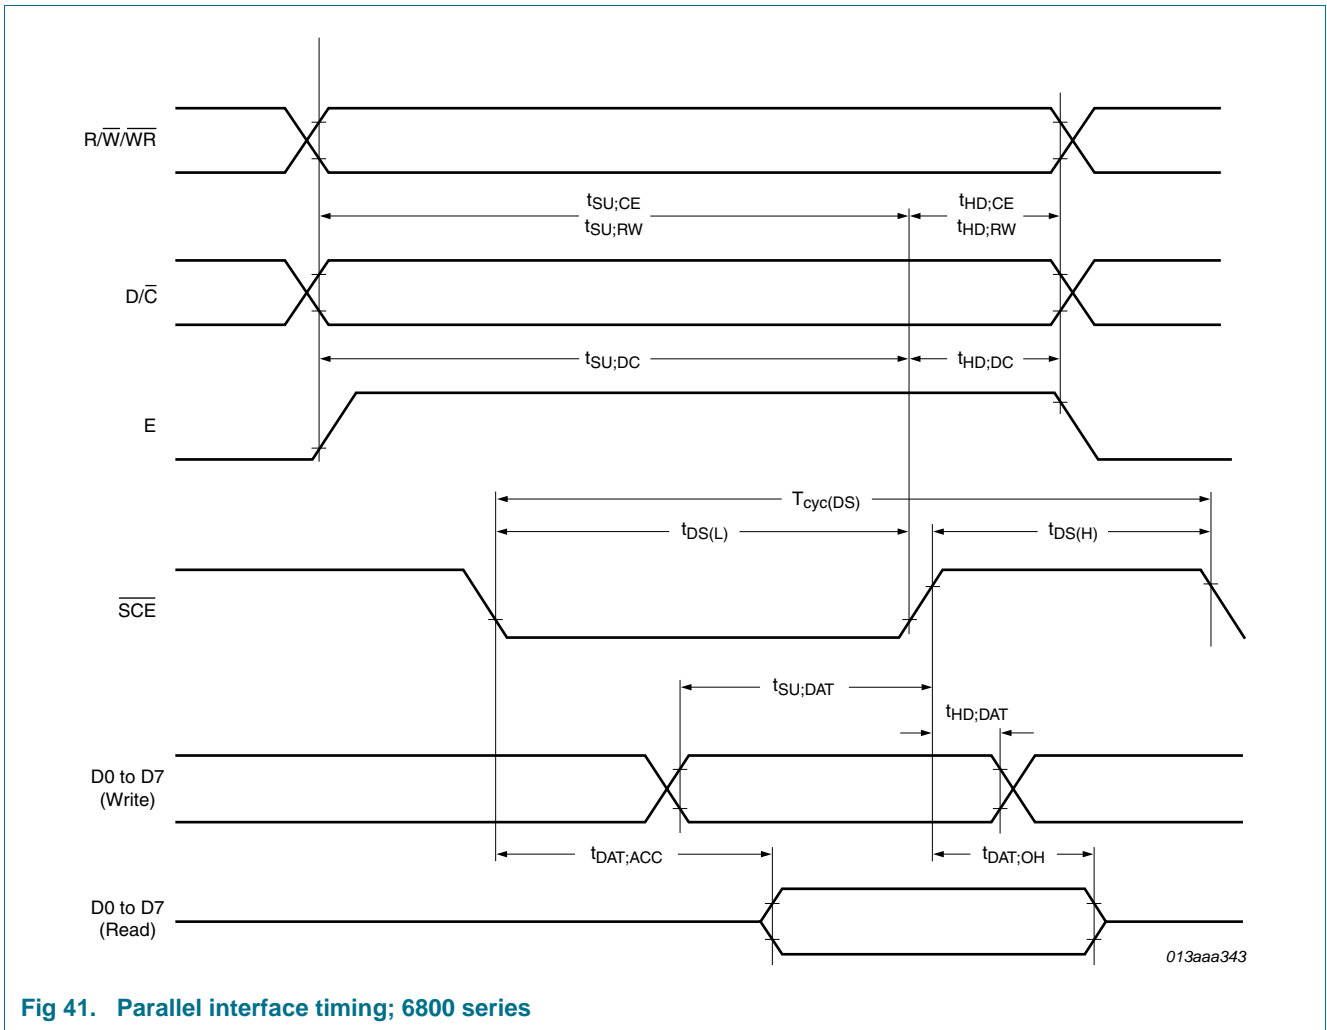 R/W̅/W̅R̅
tSU;CE
tSU;RW
tHD;CE
tHD;RW
D/C̅
tSU;DC
tHD;DC
E
Tcyc(DS)
tDS(L)
tDS(H)
S̅C̅E̅
tSU;DAT
tHD;DAT
D0 to D7
(Write)
tDAT;ACC
tDAT;OH
D0 to D7
(Read)
013aaa343
Fig 41. Parallel interface timing; 6800 series